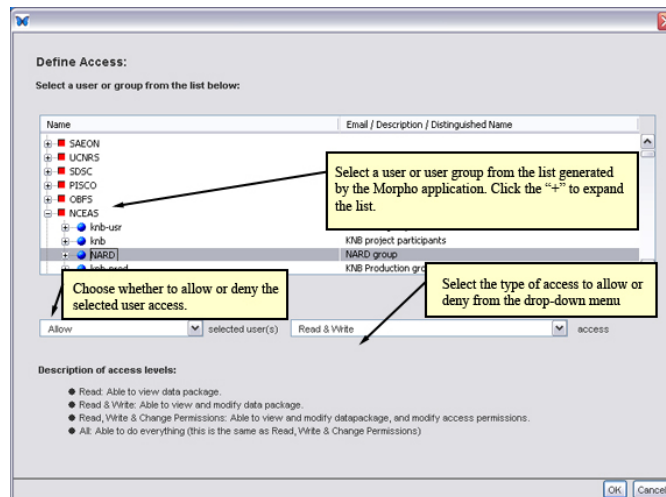 Define Access:
Select a user or group from the list below:
Name Email / Description / Distinguished Name
SAEON
UCNRS
SDSC
PISCO
OBFS
NCEAS
Select a user or user group from the list generated
by the Morpho application. Click the “+” to expand
the list.
knb-usr
knb KNB project participants
NARD NARD group
knb-prod KNB Production gro
Choose whether to allow or deny the
selected user access.
Select the type of access to allow or
deny from the drop-down menu
Allow selected user(s) Read & Write access
Description of access levels:
Read: Able to view data package.
Read & Write: Able to view and modify data package.
Read, Write & Change Permissions: Able to view and modify datapackage, and modify access permissions.
All: Able to do everything (this is the same as Read, Write & Change Permissions)
OK Cancel